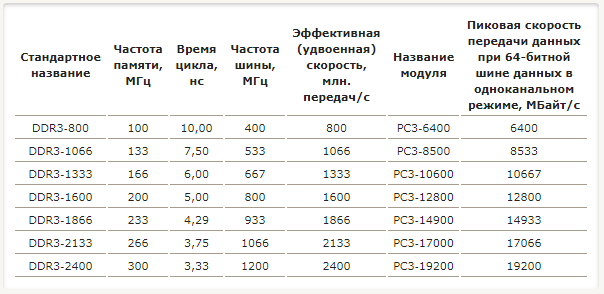 Стандартное название
Частота памяти, МГц
Время цикла, нс
Частота шины, МГц
Эффективная (удвоенная) скорость, млн. передач/с
Название модуля
Пиковая скорость передачи данных при 64-битной шине данных в одноканальном режиме, МБайт/с
DDR3-800 100 10,00 400 800 PC3-6400 6400
DDR3-1066 133 7,50 533 1066 PC3-8500 8533
DDR3-1333 166 6,00 667 1333 PC3-10600 10667
DDR3-1600 200 5,00 800 1600 PC3-12800 12800
DDR3-1866 233 4,29 933 1866 PC3-14900 14933
DDR3-2133 266 3,75 1066 2133 PC3-17000 17066
DDR3-2400 300 3,33 1200 2400 PC3-19200 19200